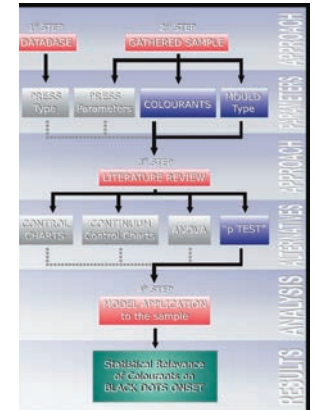 1st STEP
DATABASE
2nd STEP
GATHERED SAMPLE
APPROACH
PRESS
Type
PRESS
Parameters
COLOURANTS
MOULD
Type
PARAMETERS
3rd STEP
LITERATURE REVIEW
APPROACH
CONTROL
CHARTS
CONTINUUM
Control Charts
ANOVA
"p TEST"
ALTERNATIVES
4th STEP
MODEL APPLICATION
to the sample
ANALYSIS
Statistical Relevance
of Colourants on
BLACK DOTS ONSET
RESULTS